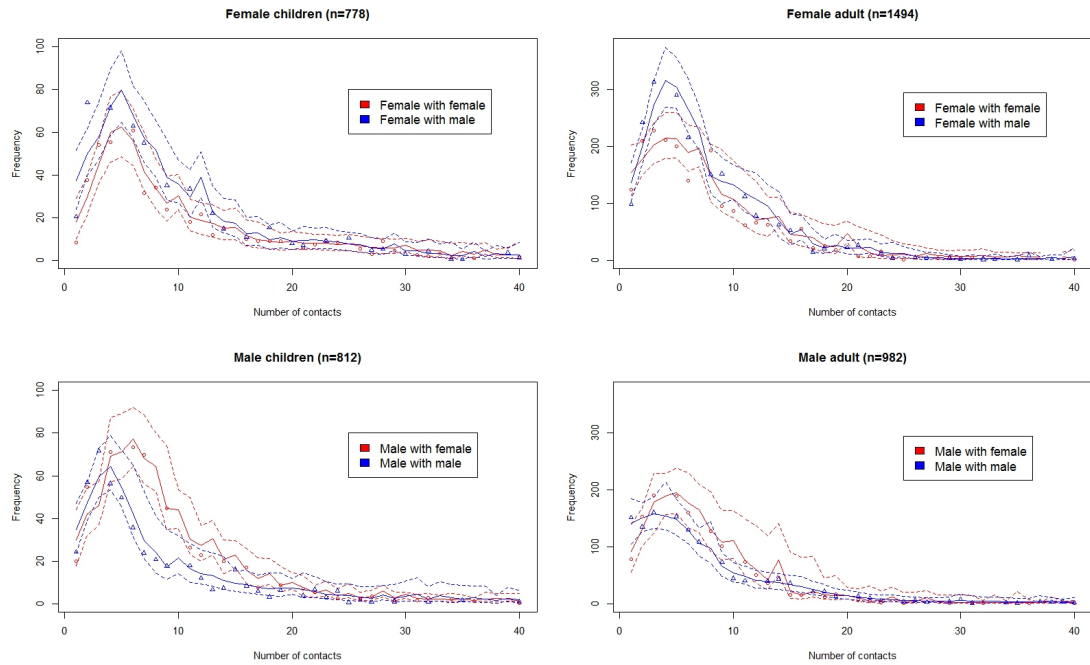 Female children (n=778)
Frequency
100
80
60
40
20
0
Female with female
Female with male
0 10 20 30 40
Number of contacts
Female adult (n=1494)
Frequency
300
200
100
0
Female with female
Female with male
0 10 20 30 40
Number of contacts
Male children (n=812)
Frequency
100
80
60
40
20
0
Male with female
Male with male
0 10 20 30 40
Number of contacts
Male adult (n=982)
Frequency
300
200
100
0
Male with female
Male with male
0 10 20 30 40
Number of contacts